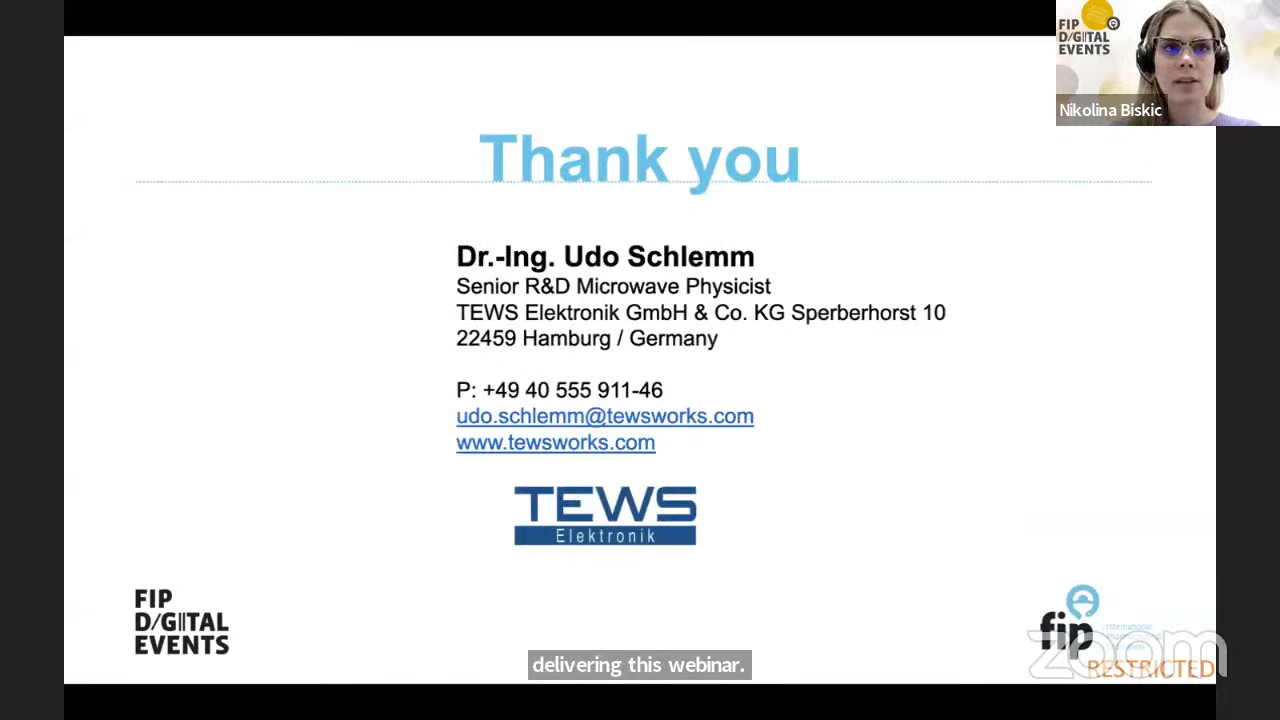 FIP
D/GITAL
EVENTS
Nikolina Biskic
Thank you
Dr.-Ing. Udo Schlemm
Senior R&D Microwave Physicist
TEWS Elektronik GmbH & Co. KG Sperberhorst 10
22459 Hamburg / Germany
P: +49 40 555 911-46
udo.schlemm@tewsworks.com
www.tewsworks.com
TEWS
Elektronik
FIP
D/GITAL
EVENTS
fip
International
zoom
RESTRICTED
delivering this webinar.